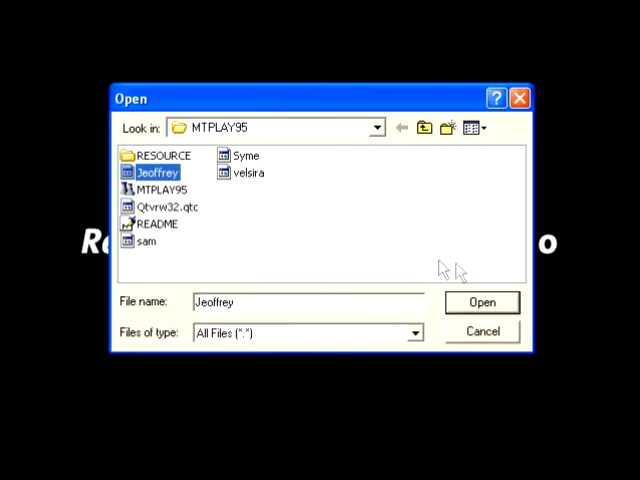 Open
Look in: MTPLAY95
RESOURCE
Jeoffrey
MTPLAY95
Qtvrw32.qtc
README
sam
Syme
velsira
Re
o
File name: Jeoffrey
Open
Files of type: All Files (*.*)
Cancel